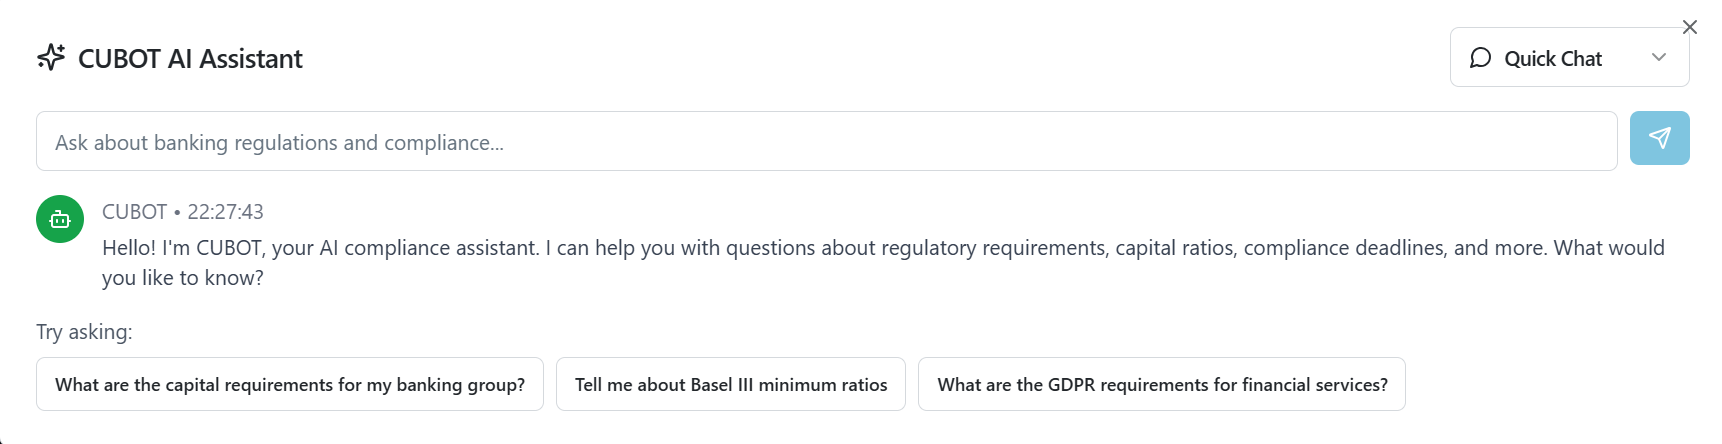 CUBOT AI Assistant
Quick Chat
Ask about banking regulations and compliance...
CUBOT • 22:27:43
Hello! I'm CUBOT, your AI compliance assistant. I can help you with questions about regulatory requirements, capital ratios, compliance deadlines, and more. What would
you like to know?
Try asking:
What are the capital requirements for my banking group?
Tell me about Basel III minimum ratios
What are the GDPR requirements for financial services?